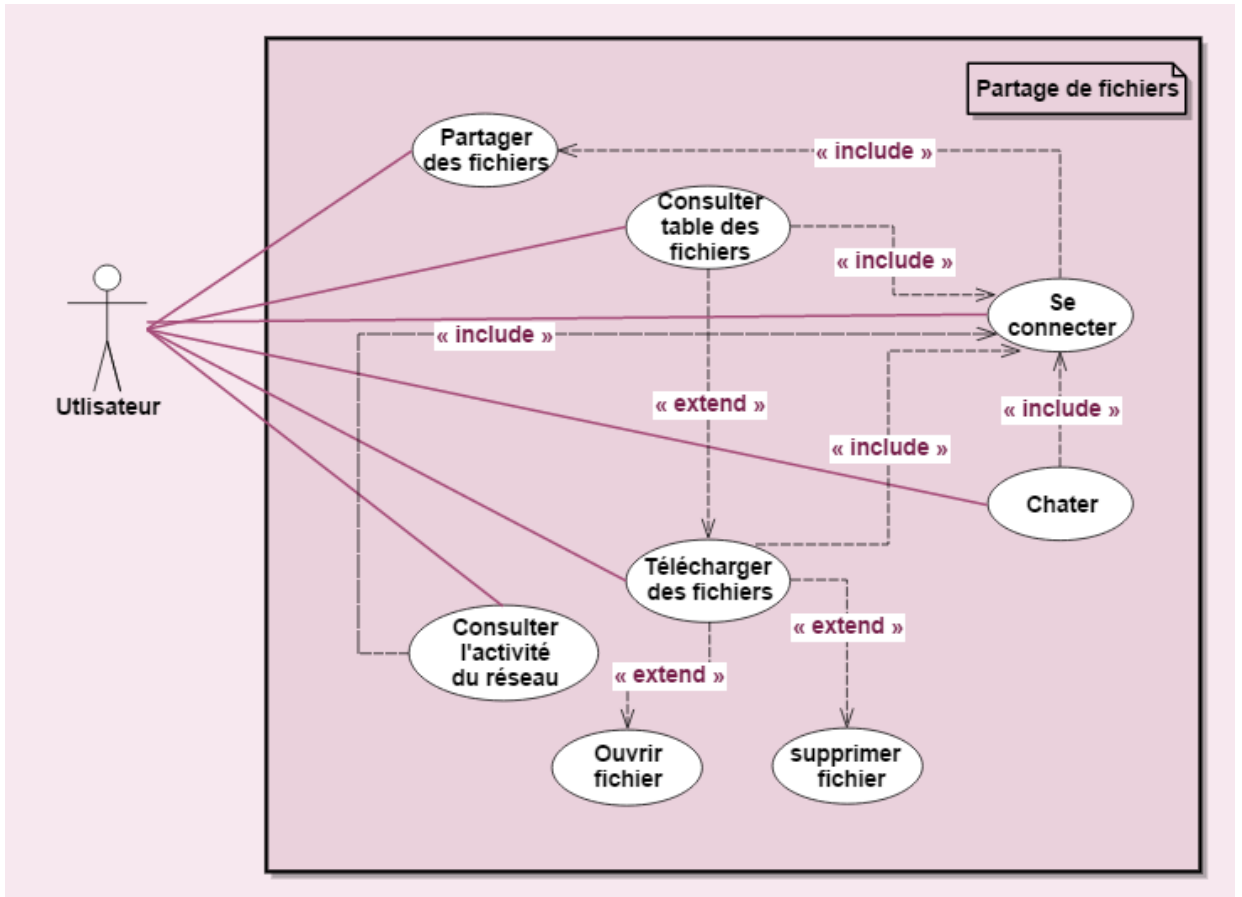 Partage de fichiers
Partager
des fichiers
« include »
Consulter
table des
fichiers
« include »
Se
connecter
« include »
Utlisateur
« extend »
« include »
« include »
Chater
Télécharger
des fichiers
Consulter
l'activité
du réseau
« extend »
« extend »
Ouvrir
fichier
supprimer
fichier